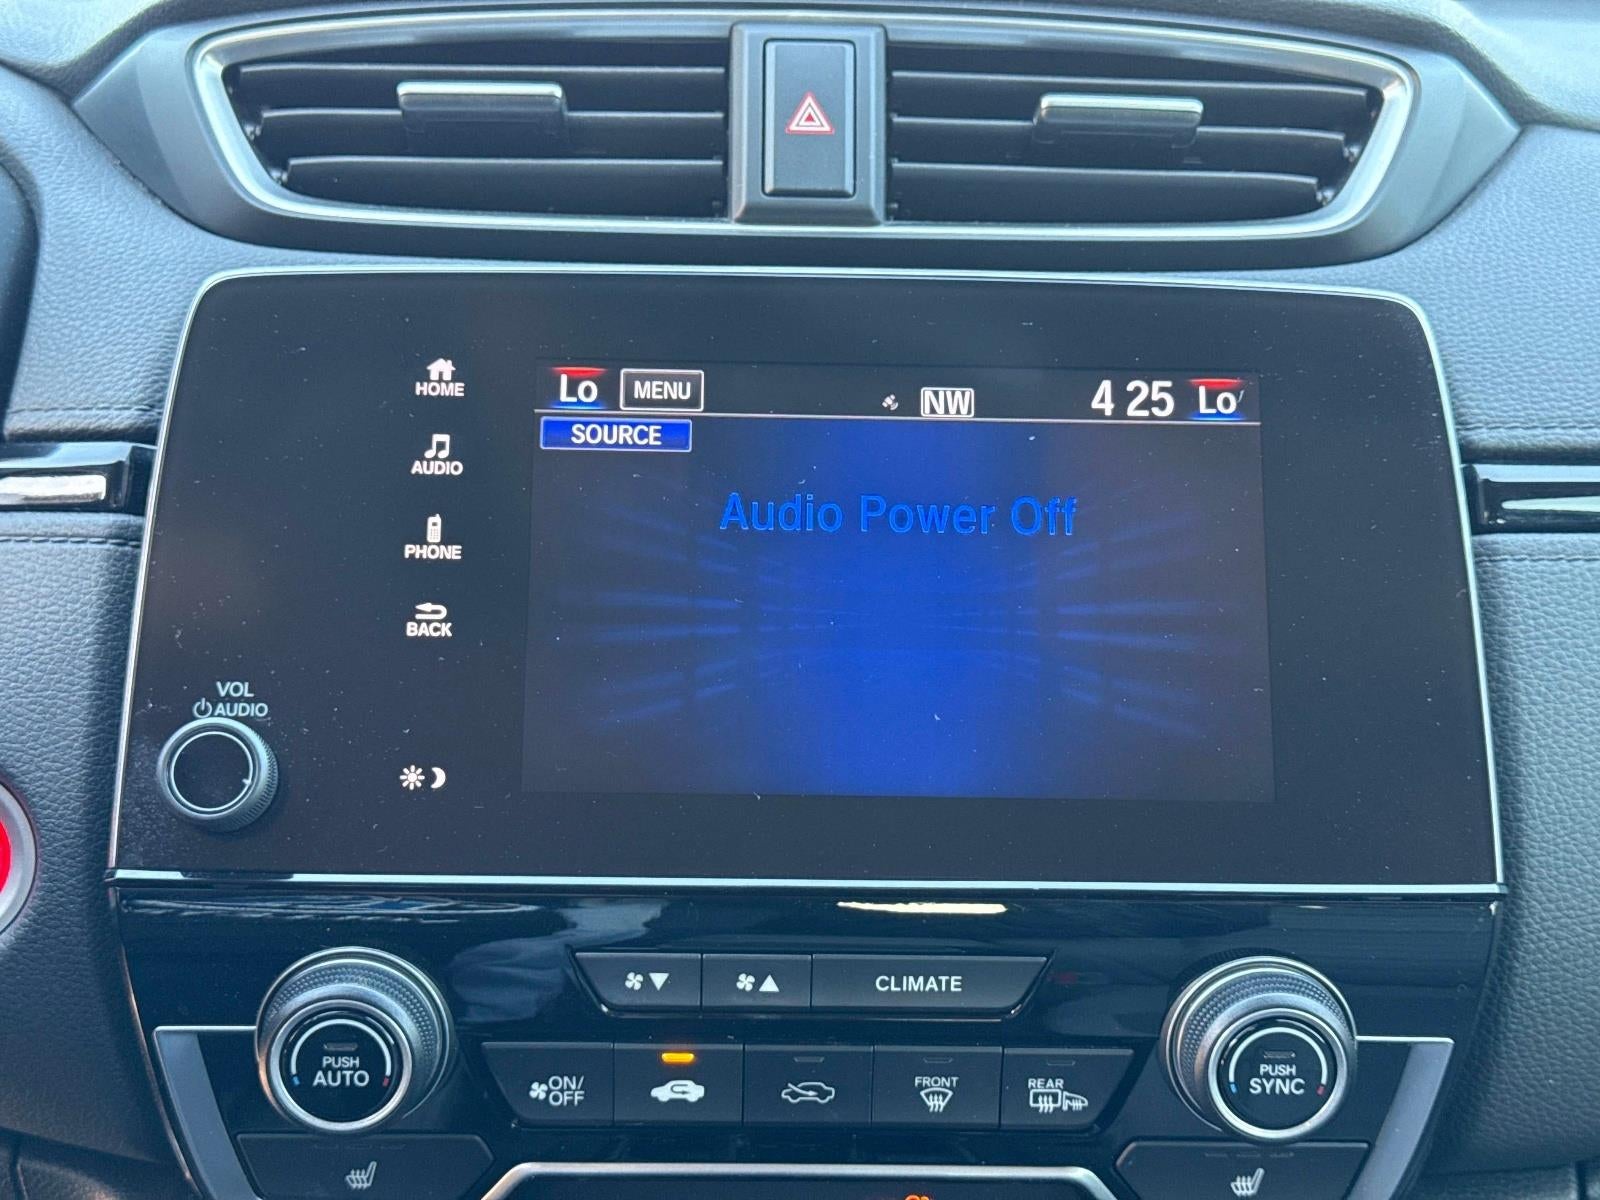 HOME
Lo MENU NW 4 25 Lo
SOURCE
AUDIO
Audio Power Off
PHONE
BACK
VOL
AUDIO
CLIMATE
PUSH
AUTO
ON/
OFF
FRONT
REAR
PUSH
SYNC